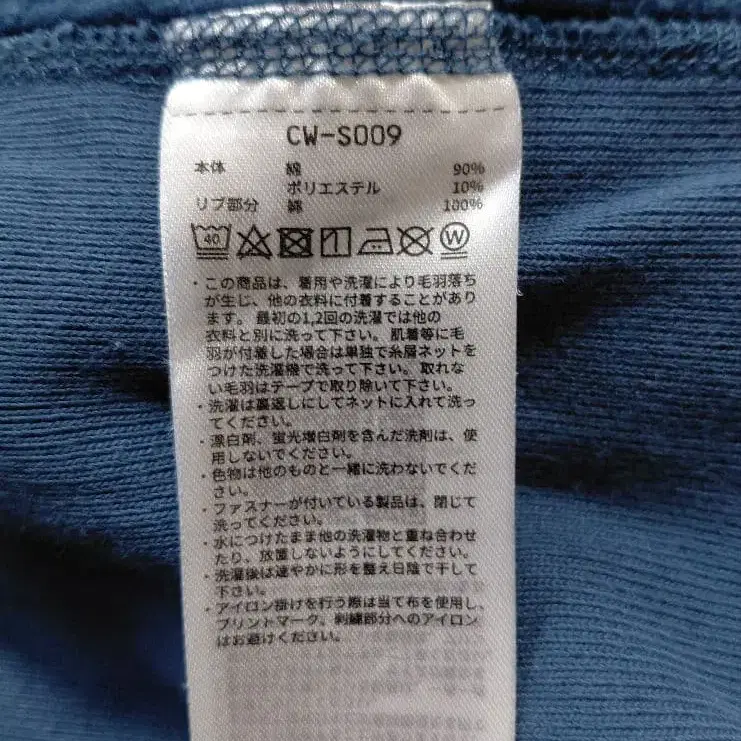 CW-S009
本体 綿 90%
ポリエステル 10%
リブ部分 綿 100%
40 W
・この商品は、着用や洗濯により毛羽落ち
が生じ、他の衣料に付着することがあり
ます。最初の1,2回の洗濯では他の
衣料と別に洗って下さい。肌着等に毛
羽が付着した場合は単独で糸屑ネットを
つけた洗濯機で洗って下さい。取れな
い毛羽はテープで取り除いて下さい。
・洗濯は裏返しにしてネットに入れて洗っ
てください。
・漂白剤、蛍光増白剤を含んだ洗剤は、使
用しないでください。
・色物は他のものと一緒に洗わないでくだ
さい。
・ファスナーが付いている製品は、閉じて
洗ってください。
・水につけたまま他の洗濯物と重ね合わせ
たり、放置しないようにしてください。
・洗濯後は速やかに形を整え日陰で干して
下さい。
・アイロン掛けを行う際は当て布を使用し、
プリントマーク、刺繍部分へのアイロン
はお避けください。